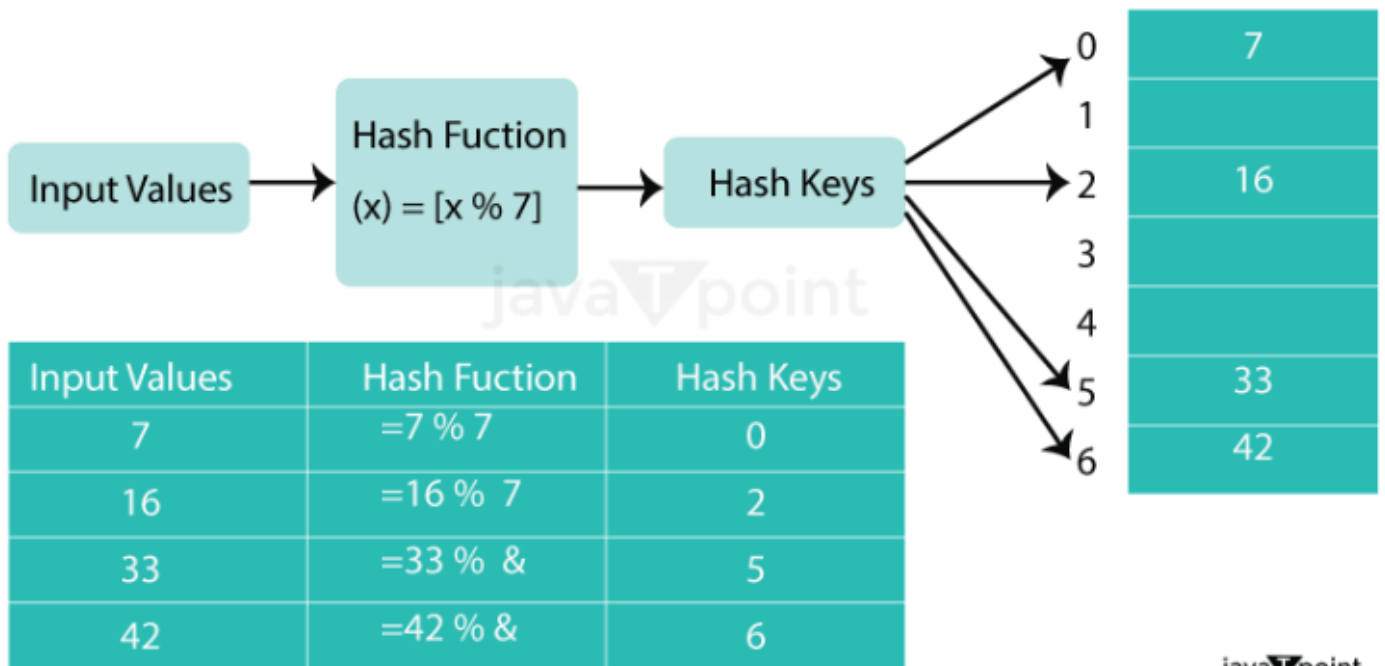 Input Values
Hash Fuction
(x) = [x % 7]
Hash Keys
0 7
1
2 16
3
4
5 33
6 42
javaTpoint
Input Values Hash Fuction Hash Keys
7 =7 % 7 0
16 =16 % 7 2
33 =33 % & 5
42 =42 % & 6
javaTpoint